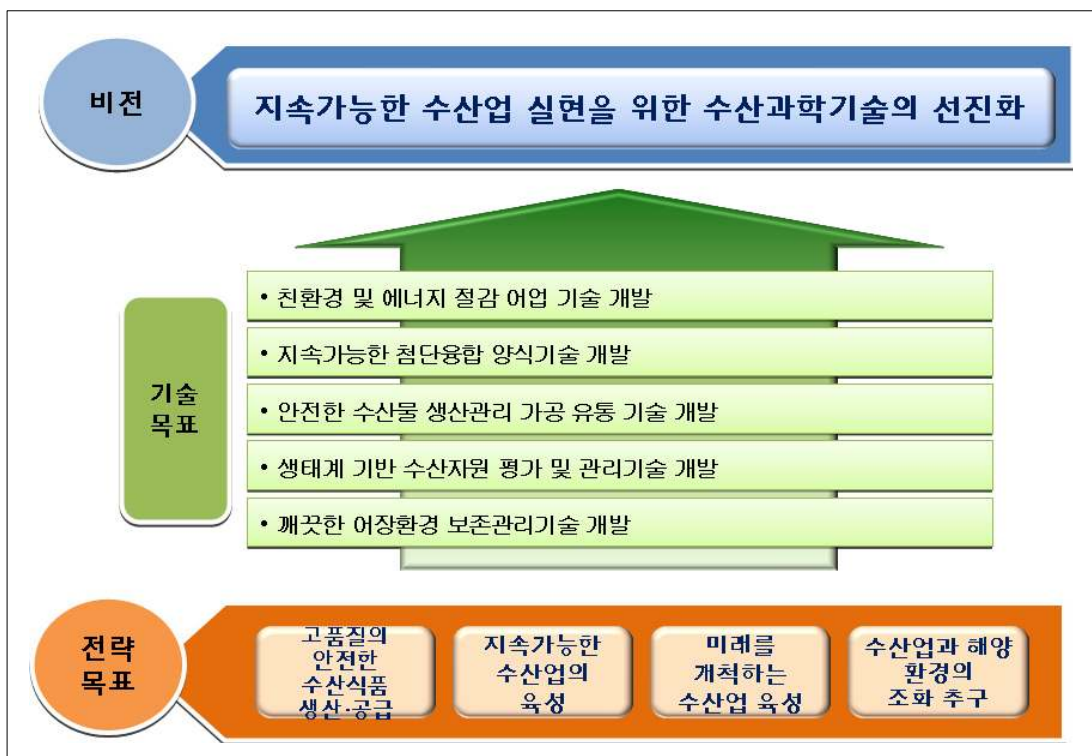 비전
지속가능한 수산업 실현을 위한 수산과학기술의 선진화
기술
목표
• 친환경 및 에너지 절감 어업 기술 개발
• 지속가능한 첨단융합 양식기술 개발
• 안전한 수산물 생산관리 가공 유통 기술 개발
• 생태계 기반 수산자원 평가 및 관리기술 개발
• 깨끗한 어장환경 보존관리기술 개발
전략
목표
고품질의
안전한
수산식품
생산·공급
지속가능한
수산업의
육성
미래를
개척하는
수산업 육성
수산업과 해양
환경의
조화 추구